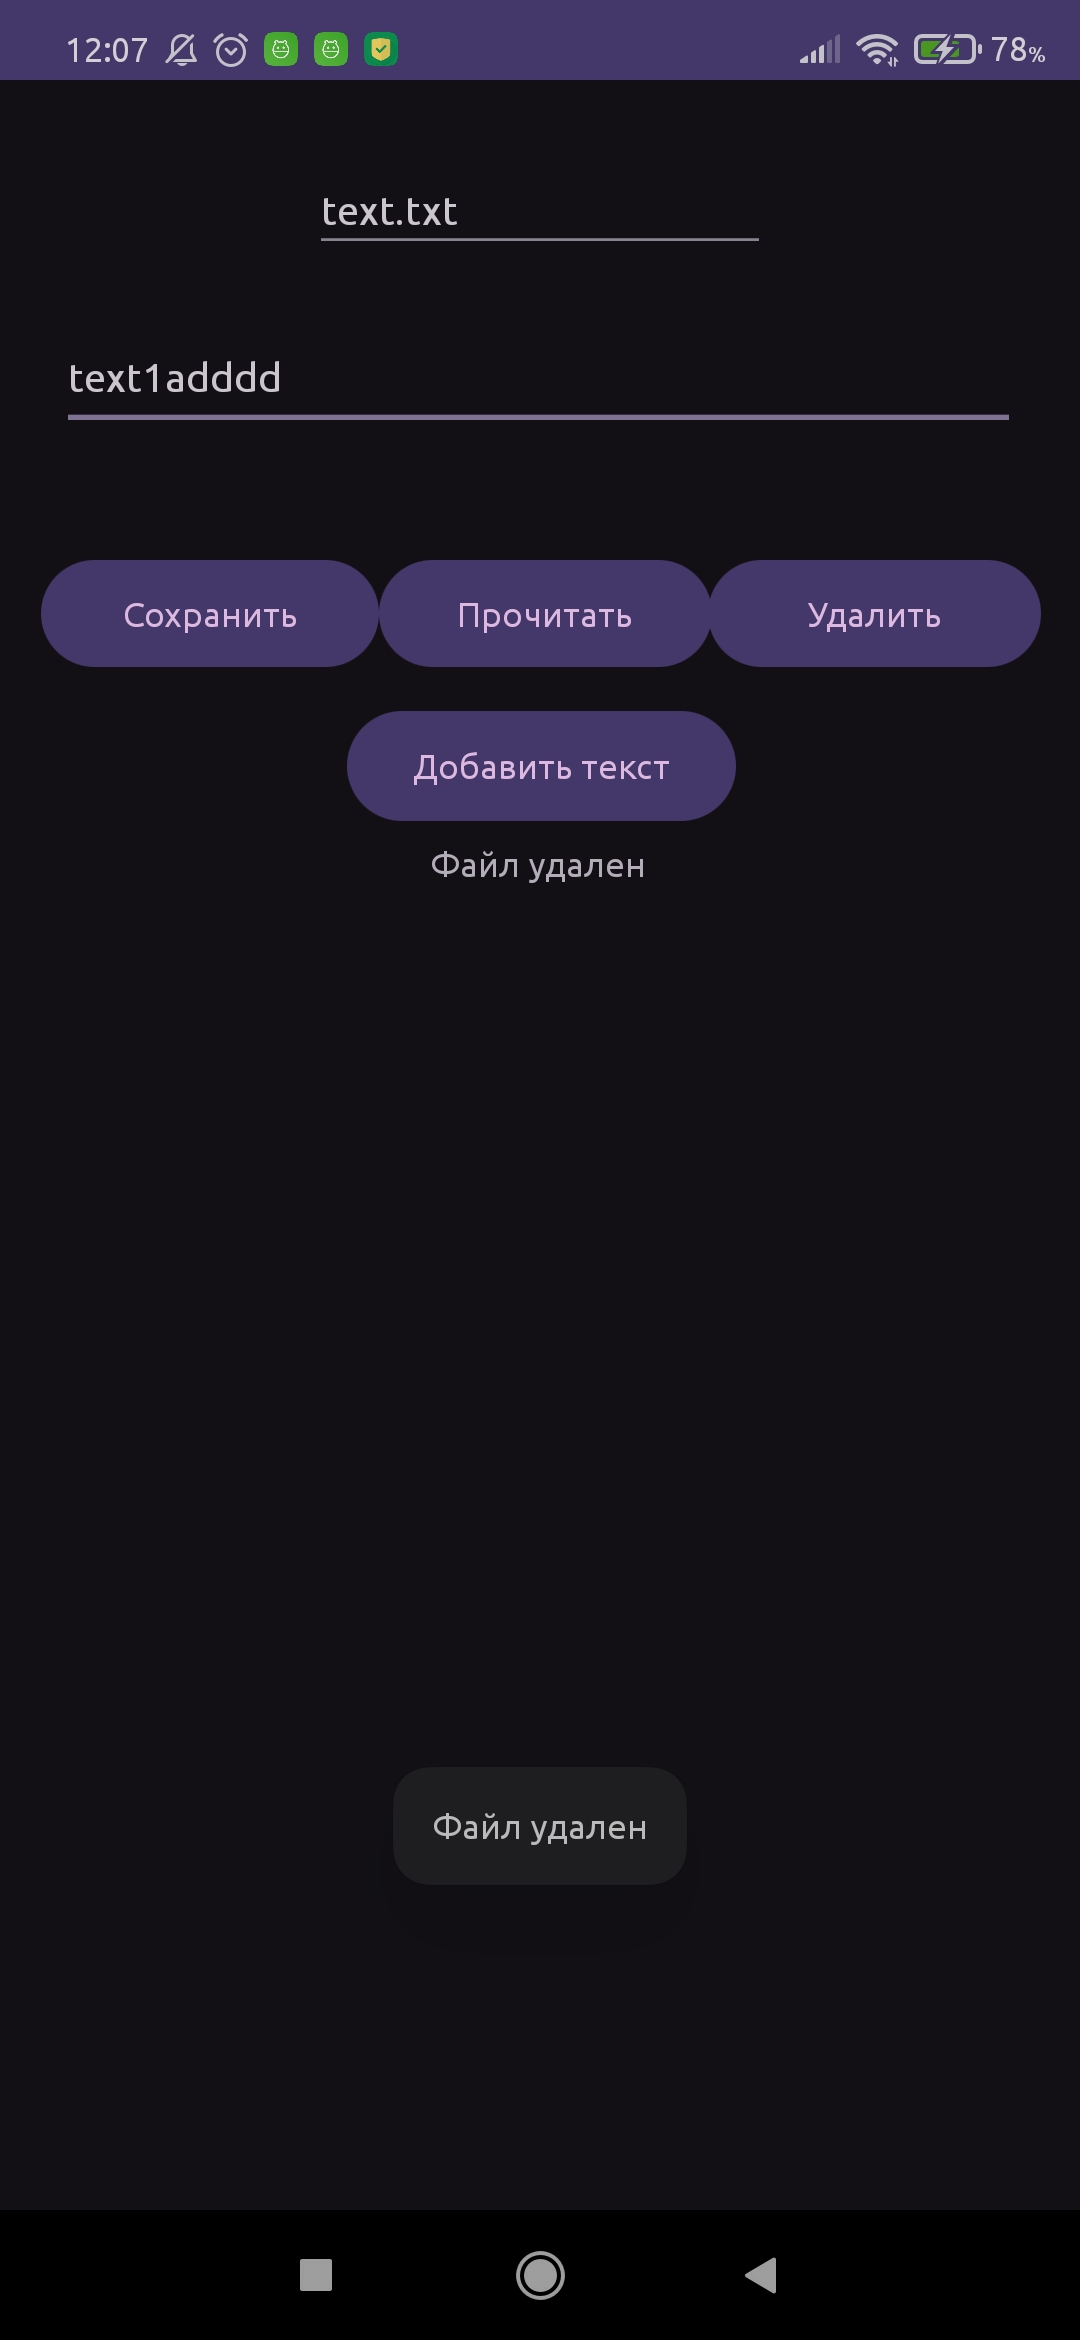 12:07 78%
text.txt
text1adddd
Сохранить Прочитать Удалить
Добавить текст
Файл удален
Файл удален